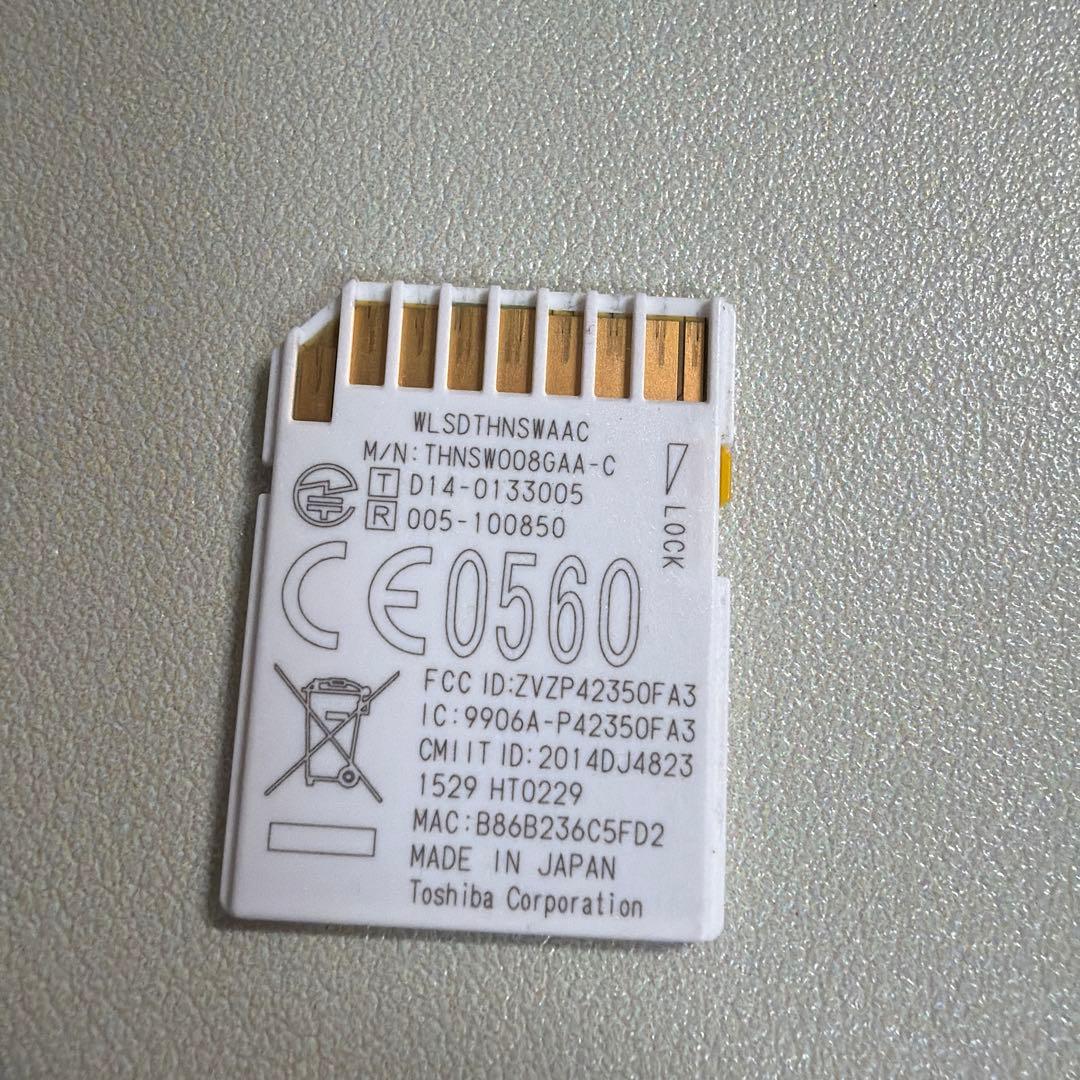 WLSDTHNSWAAC
M/N:THNSW008GAA-C
T D14-0133005
R 005-100850
LOCK
CE0560
FCC ID:ZVZP42350FA3
IC:9906A-P42350FA3
CMIIT ID:2014DJ4823
1529 HT0229
MAC:B86B236C5FD2
MADE IN JAPAN
Toshiba Corporation